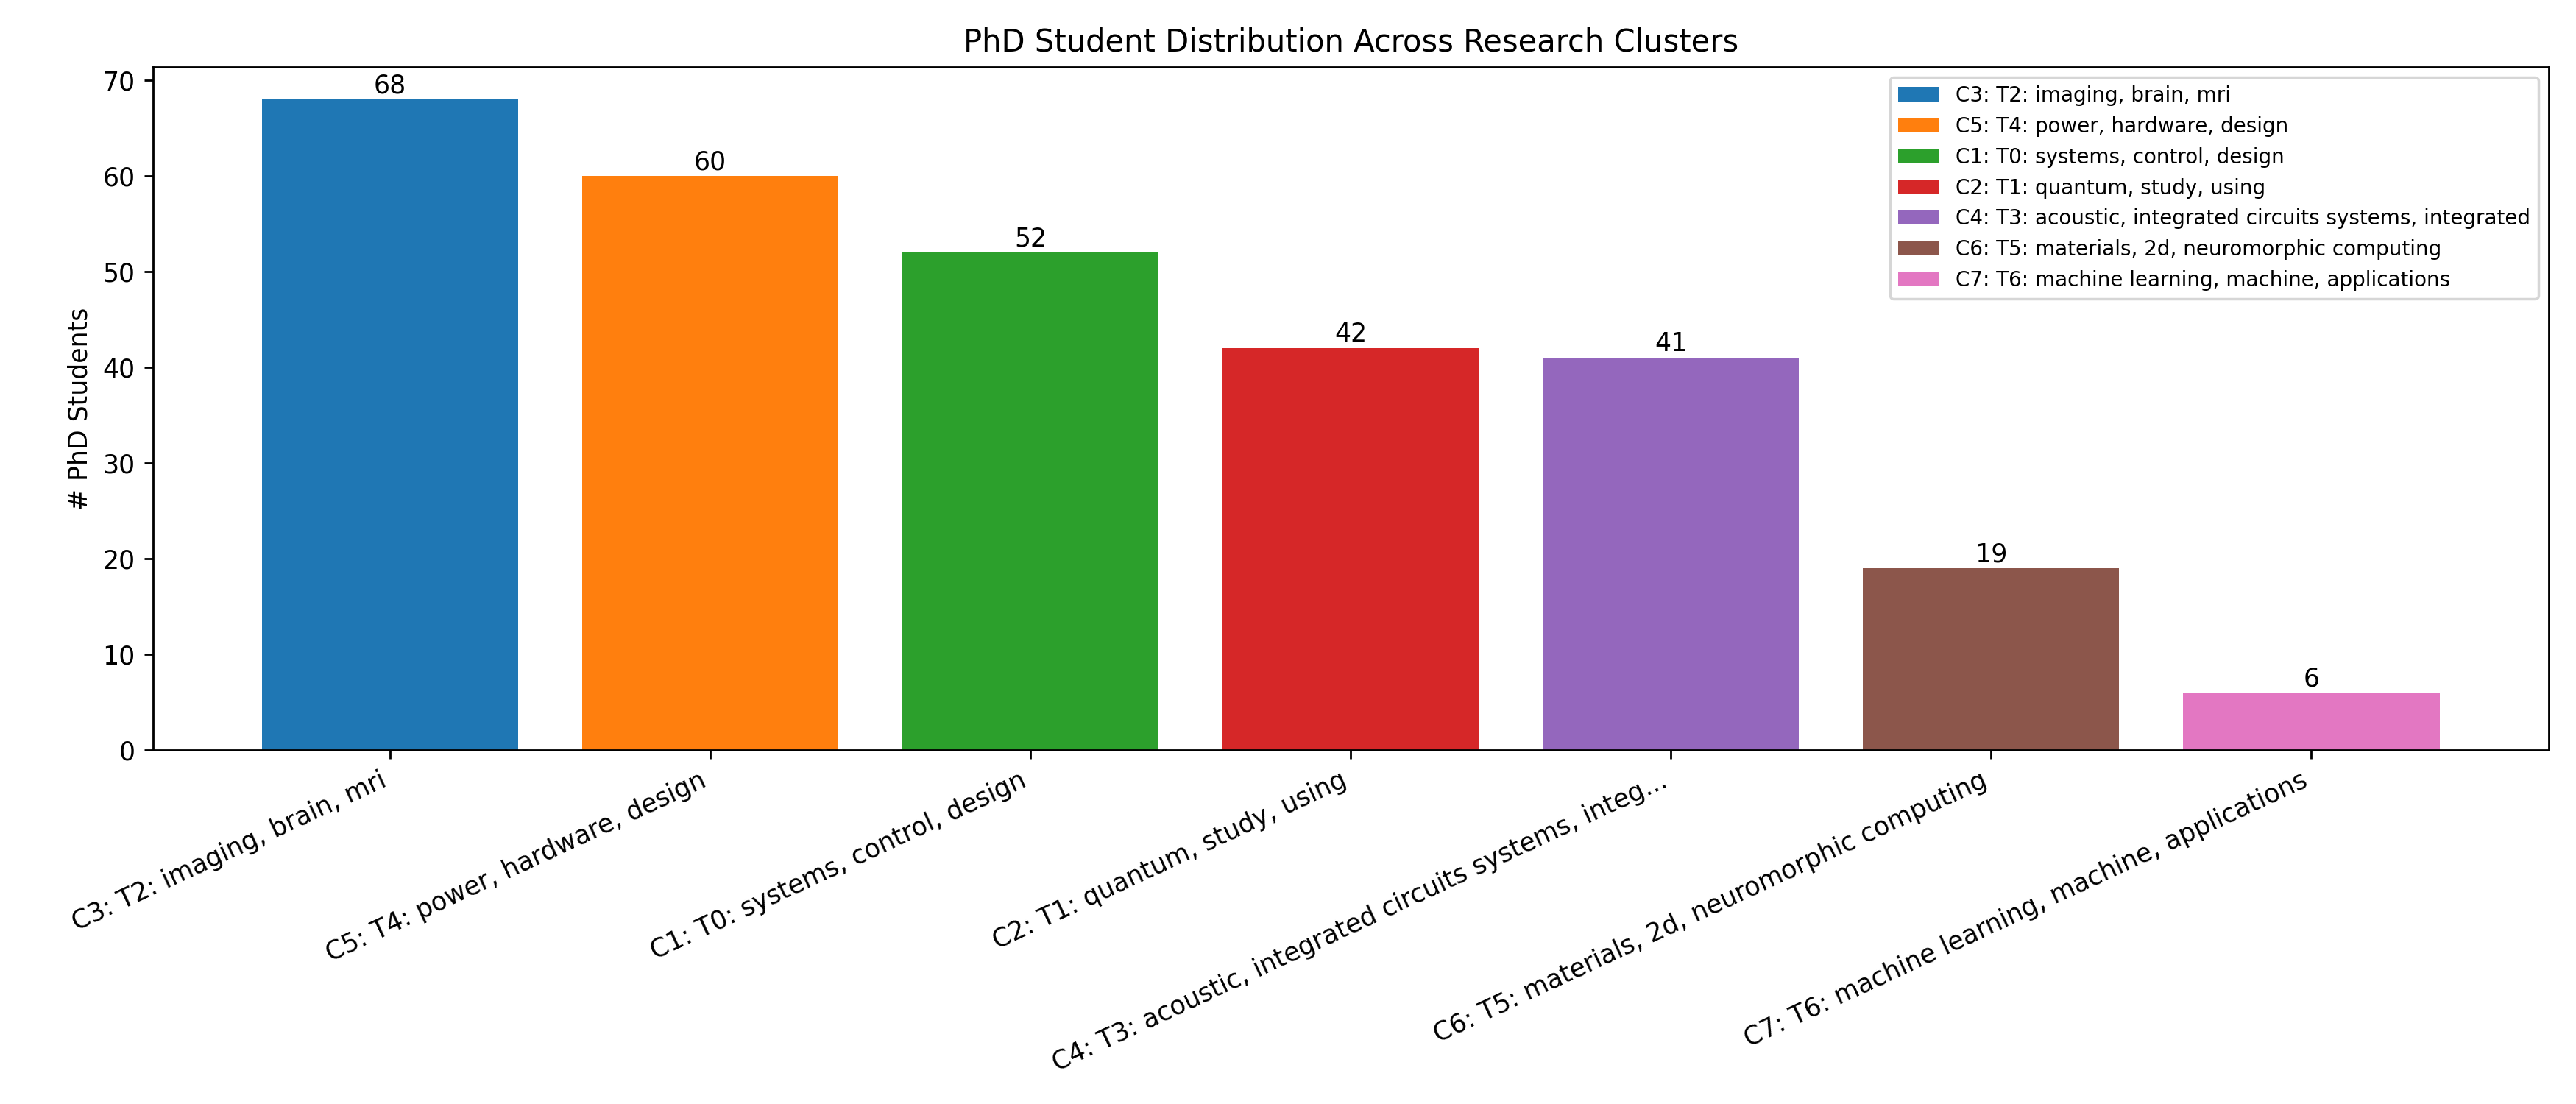 PhD Student Distribution Across Research Clusters
# PhD Students
70
60
50
40
30
20
10
0
68
60
52
42
41
19
6
C3: T2: imaging, brain, mri
C5: T4: power, hardware, design
C1: T0: systems, control, design
C2: T1: quantum, study, using
C4: T3: acoustic, integrated circuits systems, integrated
C6: T5: materials, 2d, neuromorphic computing
C7: T6: machine learning, machine, applications
C3: T2: imaging, brain, mri
C5: T4: power, hardware, design
C1: T0: systems, control, design
C2: T1: quantum, study, using
C4: T3: acoustic, integrated circuits systems, integ...
C6: T5: materials, 2d, neuromorphic computing
C7: T6: machine learning, machine, applications